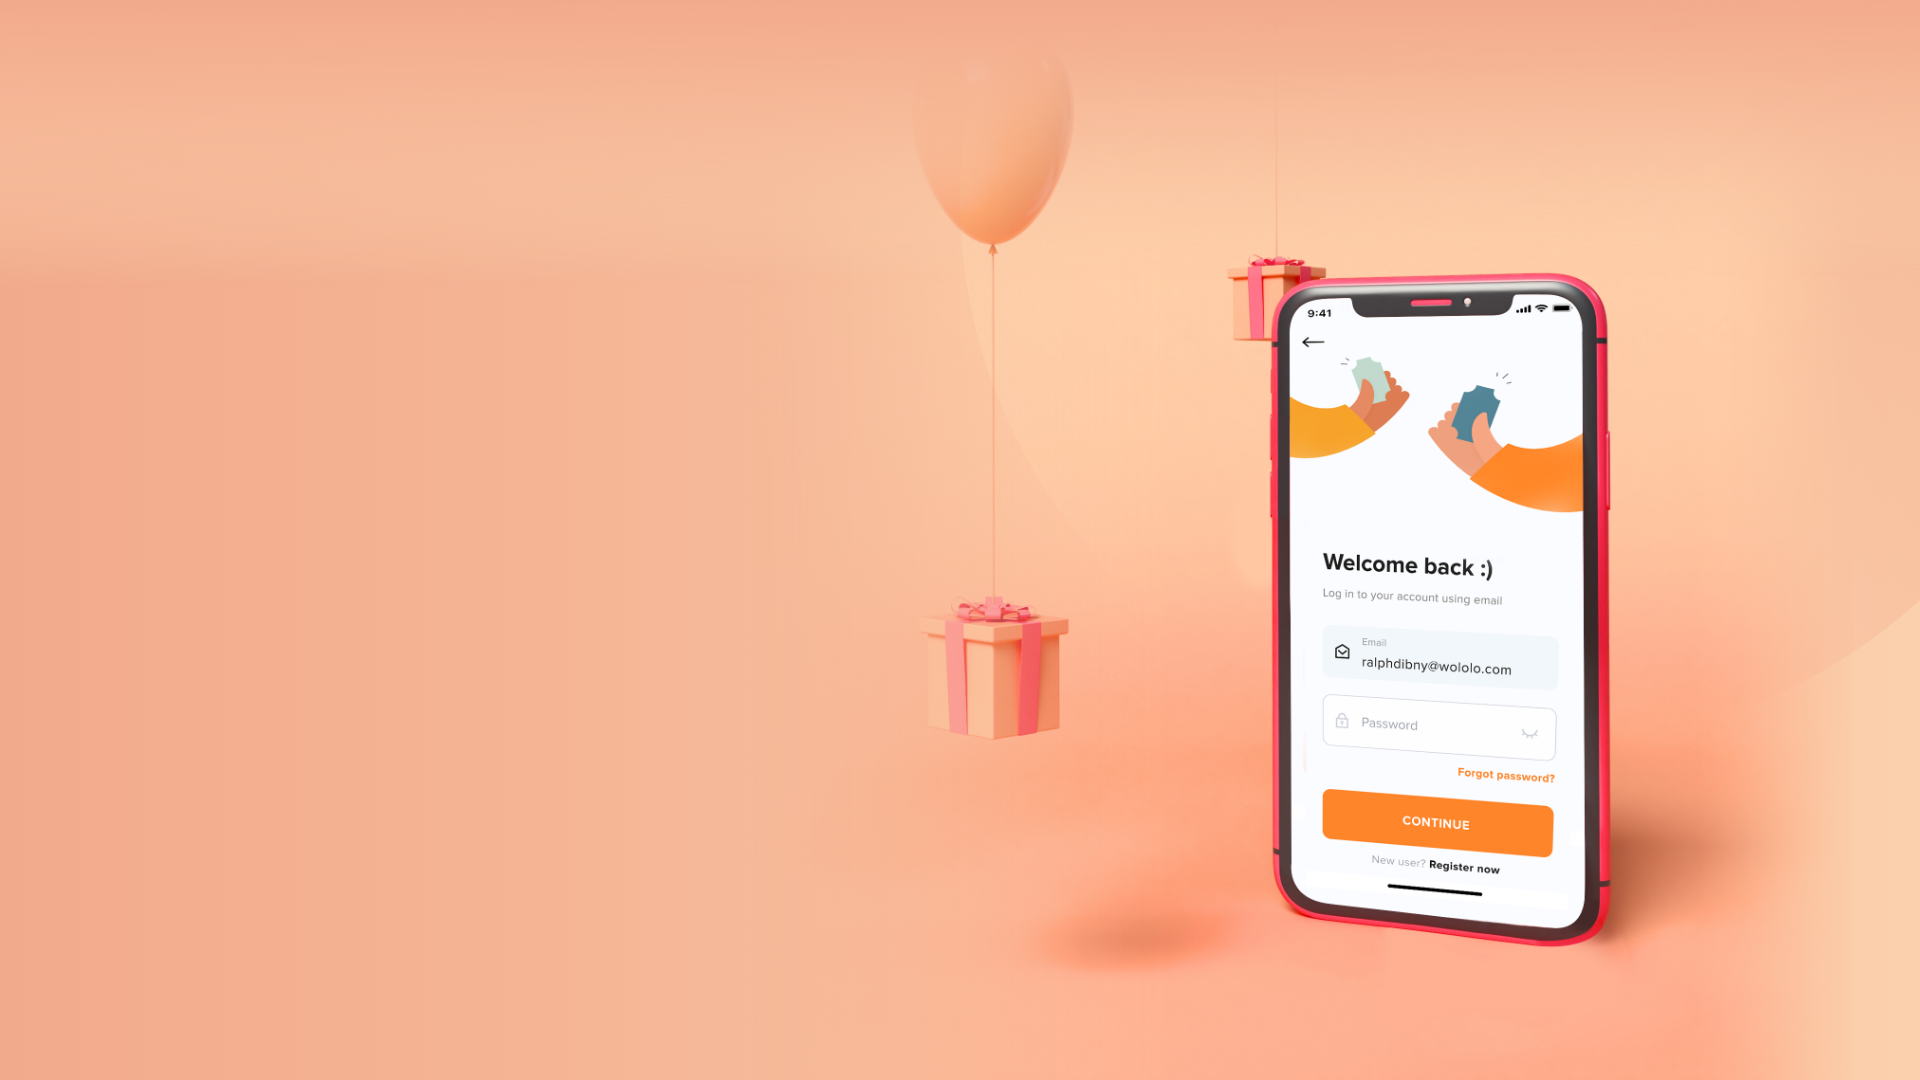 9:41
Welcome back :)
Log in to your account using email
Email
ralphdibny@wololo.com
Password
Forgot password?
CONTINUE
New user? Register now